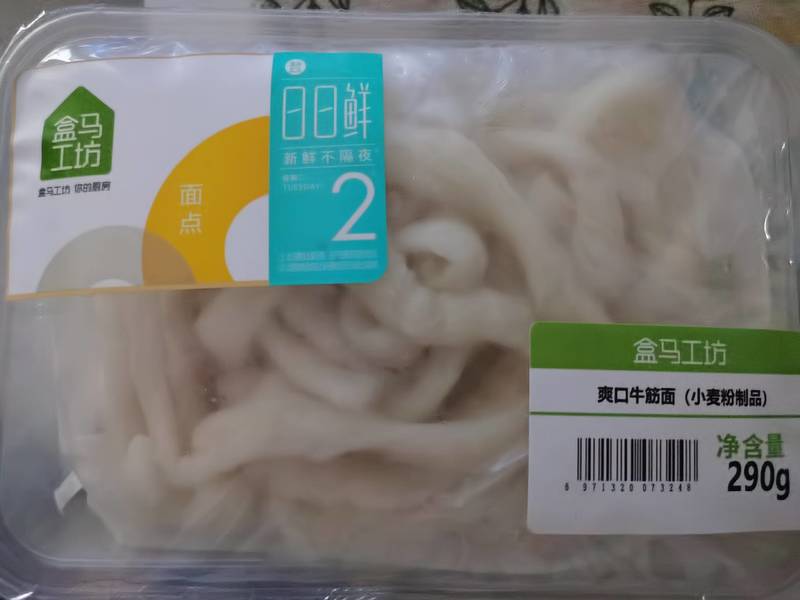 盒马
工坊
盒马工坊 你的厨房
面
点
日日鲜
新鲜不隔夜
TUESDAY
2
盒马工坊
爽口牛筋面（小麦粉制品）
净含量
290g
6 971320 073248